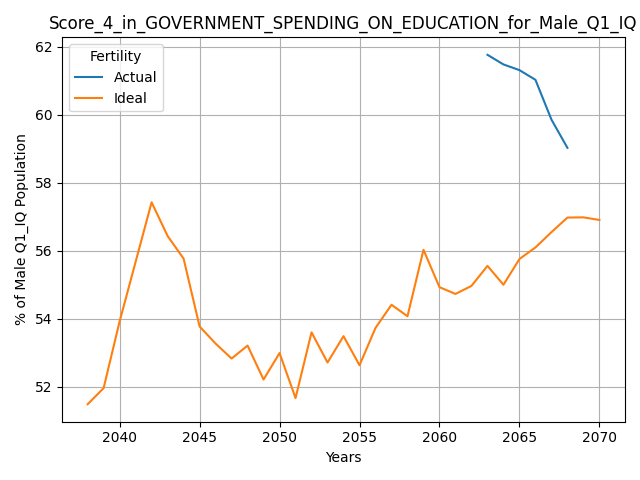 Score_4_in_GOVERNMENT_SPENDING_ON_EDUCATION_for_Male_Q1_IQ
Fertility
Actual
Ideal
62
60
58
56
54
52
% of Male Q1_IQ Population
2040 2045 2050 2055 2060 2065 2070
Years